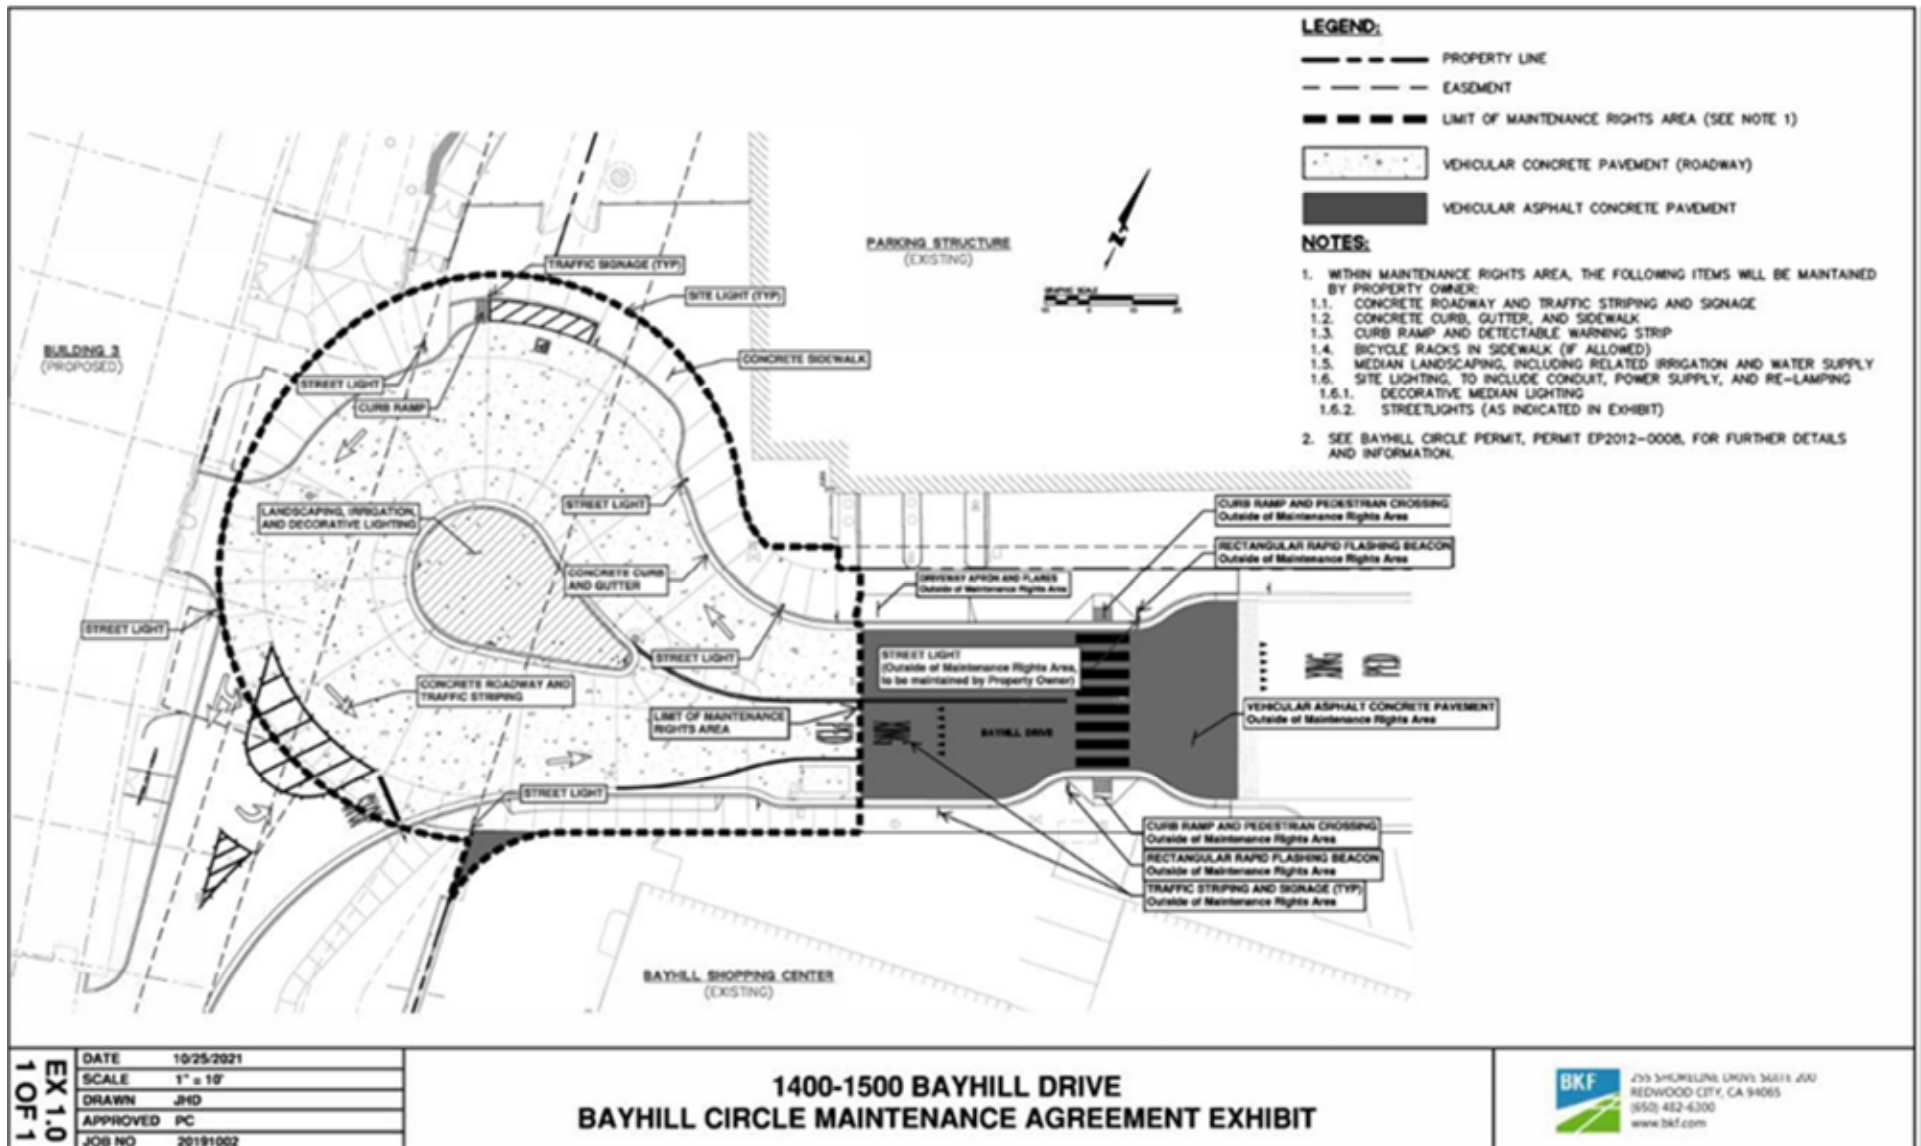 LEGEND:
PROPERTY LINE
EASEMENT
LIMIT OF MAINTENANCE RIGHTS AREA (SEE NOTE 1)
VEHICULAR CONCRETE PAVEMENT (ROADWAY)
VEHICULAR ASPHALT CONCRETE PAVEMENT
NOTES:
1. WITHIN MAINTENANCE RIGHTS AREA, THE FOLLOWING ITEMS WILL BE MAINTAINED
BY PROPERTY OWNER:
1.1. CONCRETE ROADWAY AND TRAFFIC STRIPING AND SIGNAGE
1.2. CONCRETE CURB, GUTTER, AND SIDEWALK
1.3. CURB RAMP AND DETECTABLE WARNING STRIP
1.4. BICYCLE RACKS IN SIDEWALK (IF ALLOWED)
1.5. MEDIAN LANDSCAPING, INCLUDING RELATED IRRIGATION AND WATER SUPPLY
1.6. SITE LIGHTING, TO INCLUDE CONDUIT, POWER SUPPLY, AND RE-LAMPING
1.6.1. DECORATIVE MEDIAN LIGHTING
1.6.2. STREETLIGHTS (AS INDICATED IN EXHIBIT)
2. SEE BAYHILL CIRCLE PERMIT, PERMIT EP2012-0008, FOR FURTHER DETAILS
AND INFORMATION.
PARKING STRUCTURE
(EXISTING)
GRAPHIC SCALE
Z
TRAFFIC SIGNAGE (TYP)
SITE LIGHT (TYP)
BUILDING 3
(PROPOSED)
CONCRETE SIDEWALK
STREET LIGHT
CURB RAMP
LANDSCAPING, IRRIGATION,
AND DECORATIVE LIGHTING
STREET LIGHT
CONCRETE CURB
AND GUTTER
STREET LIGHT
STREET LIGHT
CONCRETE ROADWAY AND
TRAFFIC STRIPING
LIMIT OF MAINTENANCE
RIGHTS AREA
STREET LIGHT
CURB RAMP AND PEDESTRIAN CROSSING
Outside of Maintenance Rights Area
RECTANGULAR RAPID FLASHING BEACON
Outside of Maintenance Rights Area
DRIVEWAY APRON AND FLARES
Outside of Maintenance Rights Area
STREET LIGHT
(Outside of Maintenance Rights Area,
to be maintained by Property Owner)
XING
PED
VEHICULAR ASPHALT CONCRETE PAVEMENT
Outside of Maintenance Rights Area
BAYHILL DRIVE
CURB RAMP AND PEDESTRIAN CROSSING
Outside of Maintenance Rights Area
RECTANGULAR RAPID FLASHING BEACON
Outside of Maintenance Rights Area
TRAFFIC STRIPING AND SIGNAGE (TYP)
Outside of Maintenance Rights Area
BAYHILL SHOPPING CENTER
(EXISTING)
EX 1.0
1 OF 1
DATE 10/25/2021
SCALE 1" = 10'
DRAWN JHD
APPROVED PC
JOB NO 20191002
1400-1500 BAYHILL DRIVE
BAYHILL CIRCLE MAINTENANCE AGREEMENT EXHIBIT
BKF
255 SHORELINE DRIVE SUITE 200
REDWOOD CITY, CA 94065
(650) 482-6300
www.bkf.com